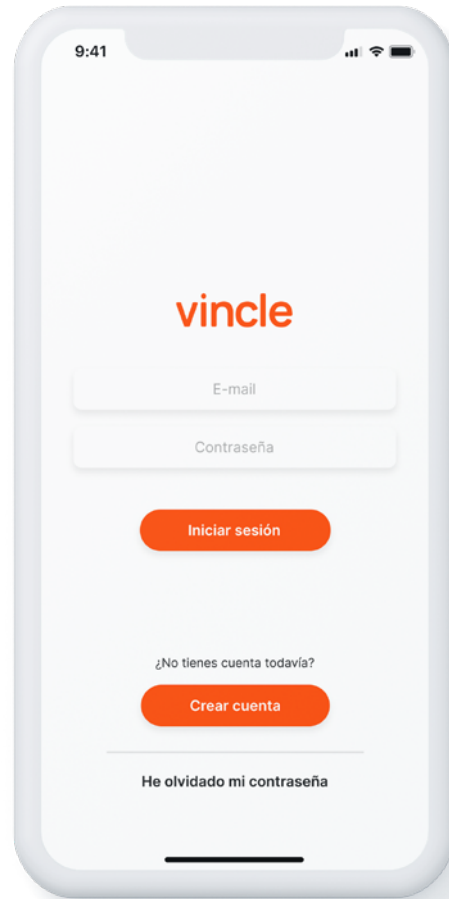 9:41
vincle
E-mail
Contraseña
Iniciar sesión
¿No tienes cuenta todavía?
Crear cuenta
He olvidado mi contraseña